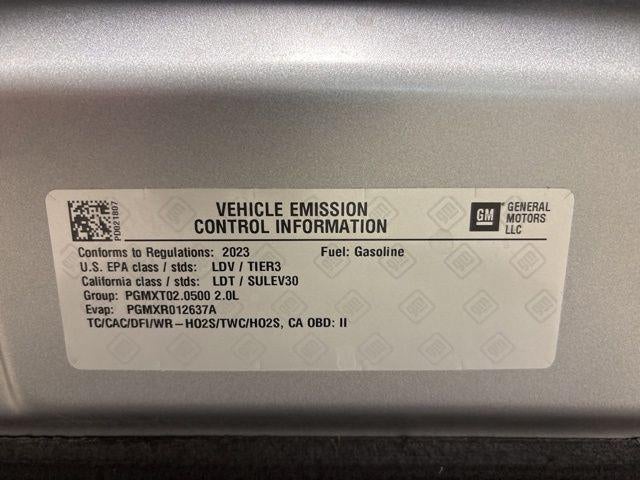 PD021807
VEHICLE EMISSION
CONTROL INFORMATION
GM
GENERAL
MOTORS
LLC
Conforms to Regulations: 2023 Fuel: Gasoline
U.S. EPA class / stds: LDV / TIER3
California class / stds: LDT / SULEV30
Group: PGMXT02.0500 2.0L
Evap: PGMXR012637A
TC/CAC/DFI/WR-HO2S/TWC/HO2S, CA OBD: II